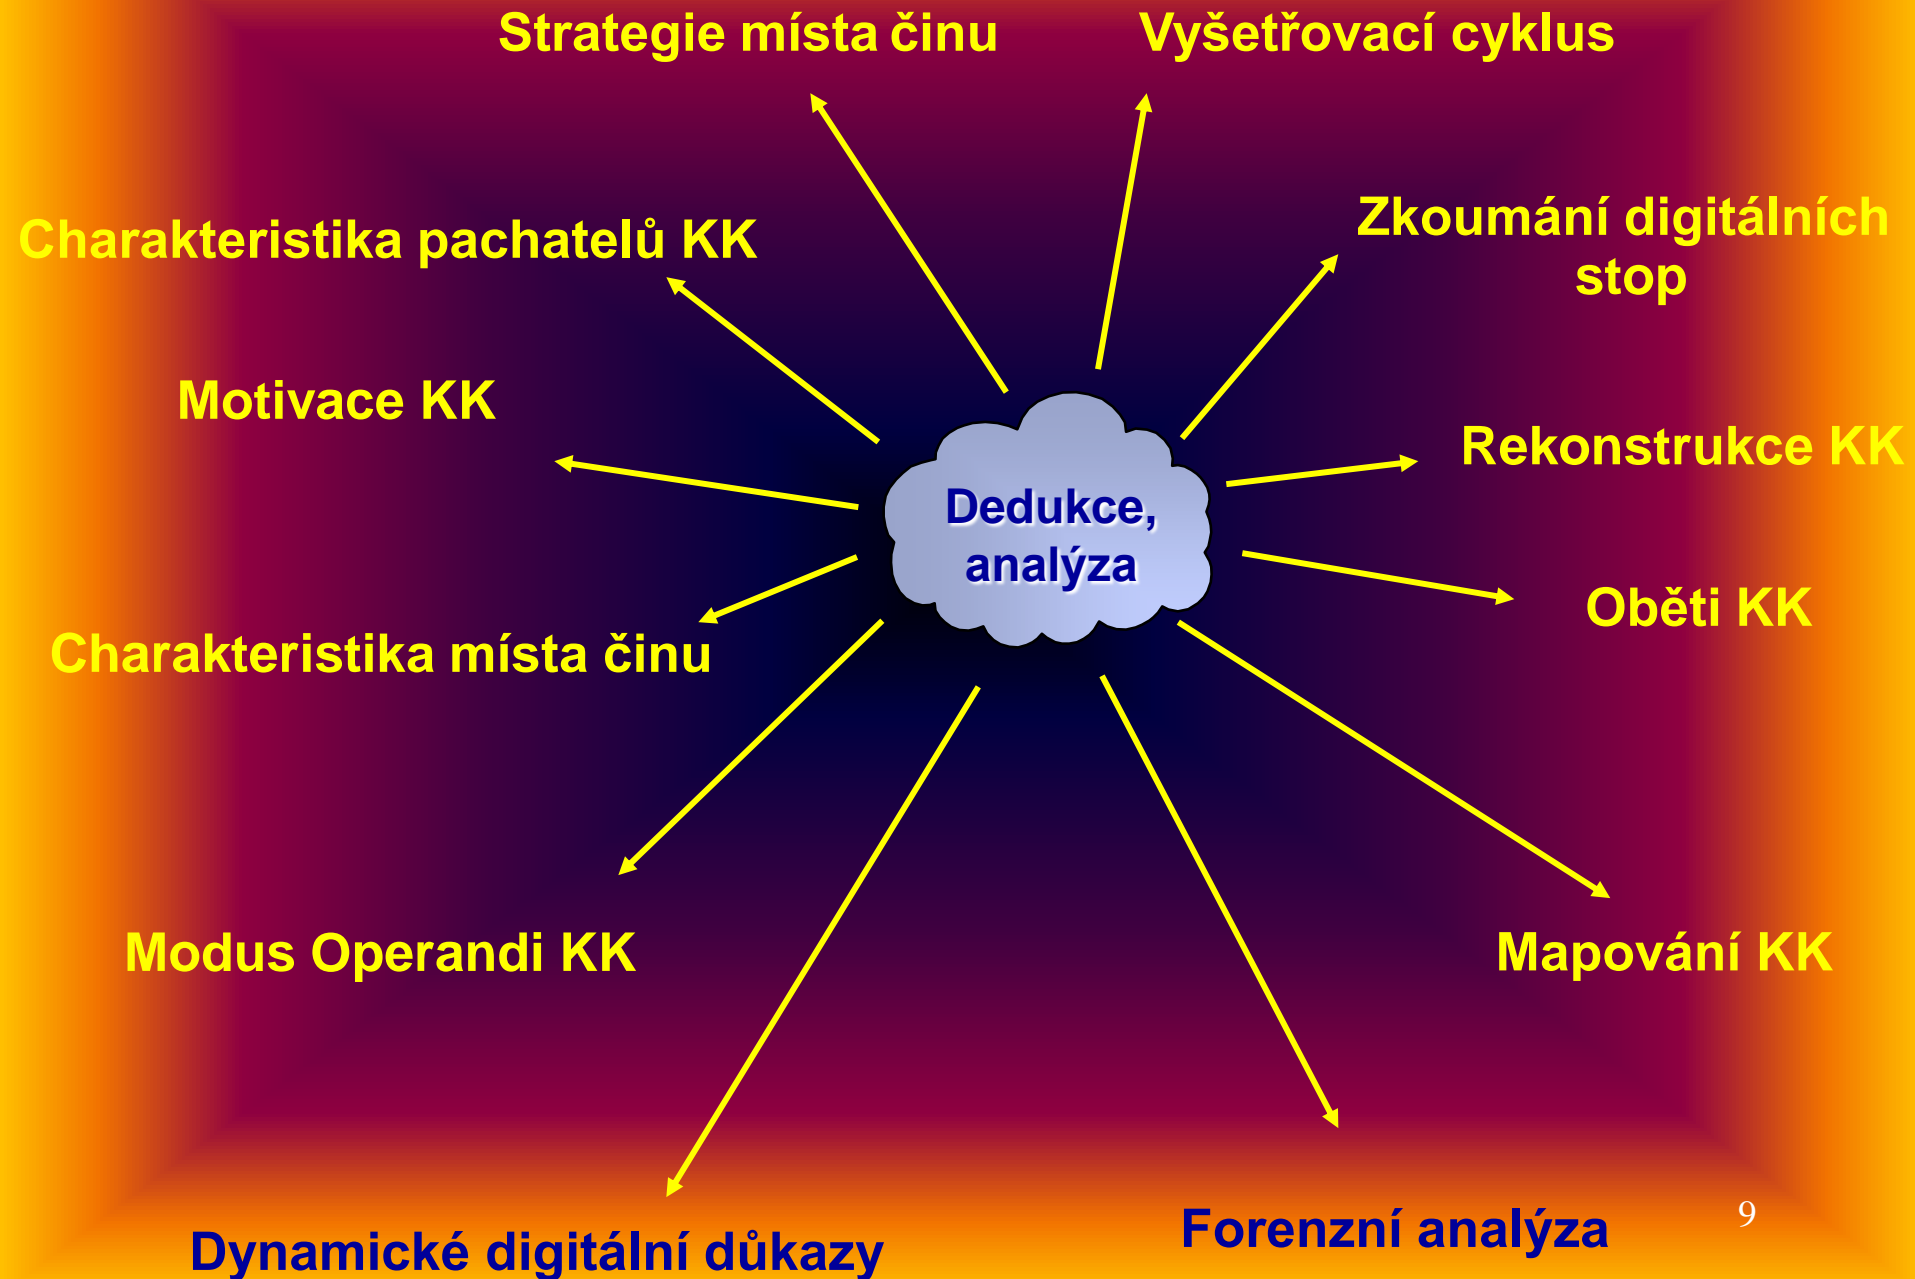 Strategie místa činu
Vyšetřovací cyklus
Charakteristika pachatelů KK
Zkoumání digitálních
stop
Motivace KK
Rekonstrukce KK
Dedukce,
analýza
Oběti KK
Charakteristika místa činu
Modus Operandi KK
Mapování KK
Forenzní analýza
9
Dynamické digitální důkazy